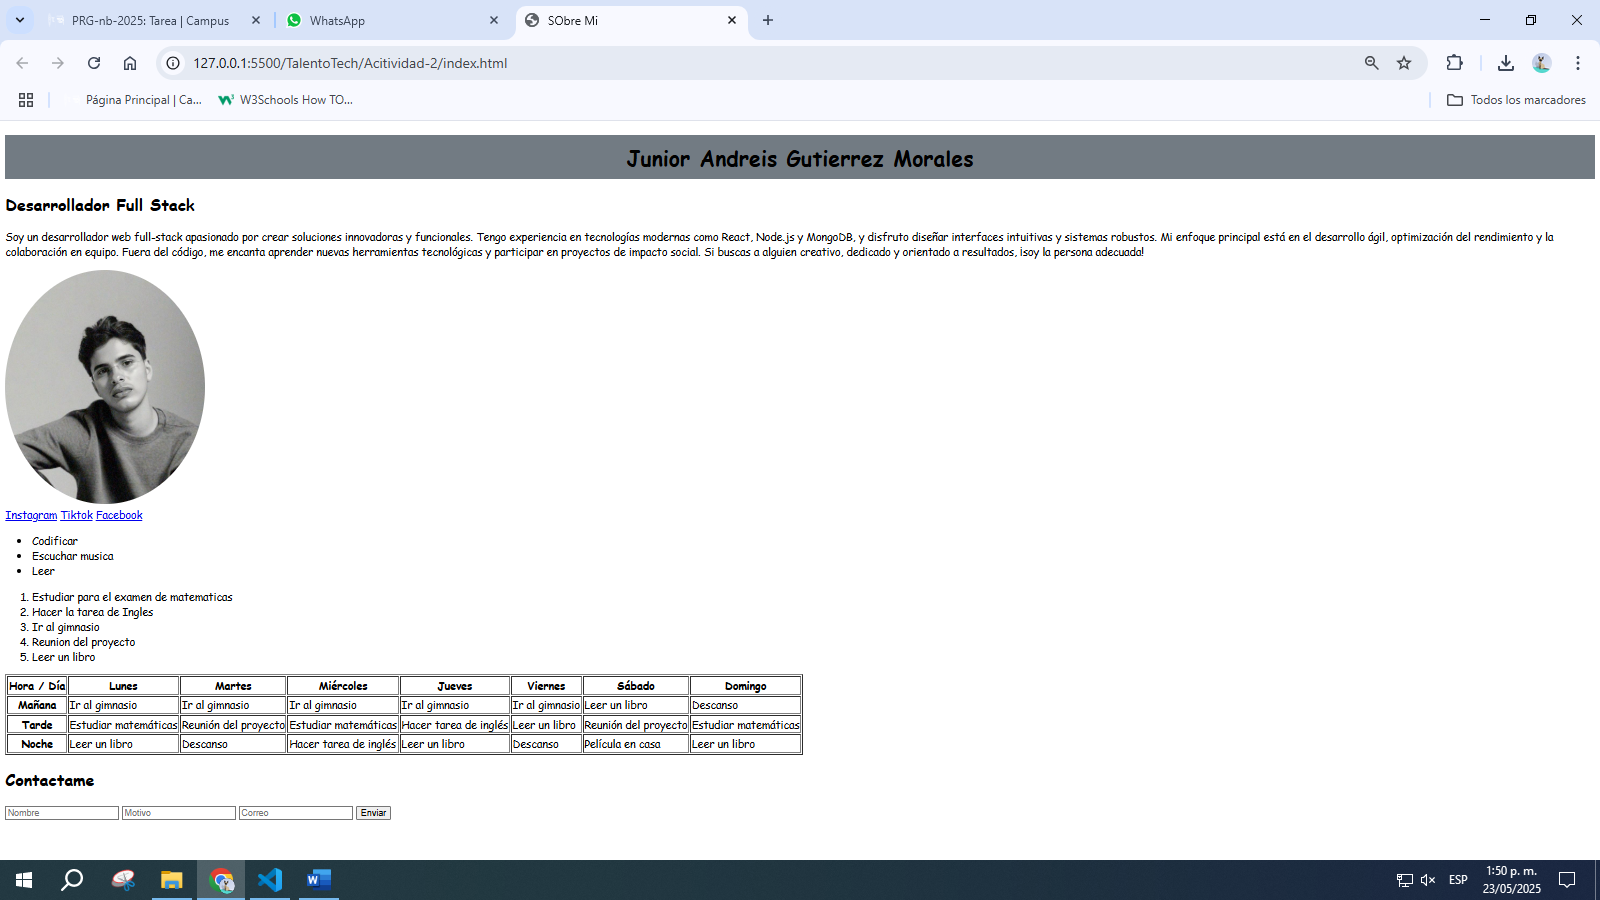 PRG-nb-2025: Tarea | Campus
WhatsApp
SObre Mi
127.0.0.1:5500/TalentoTech/Acitividad-2/index.html
Página Principal | Ca...
W3Schools How TO...
Todos los marcadores
Junior Andreis Gutierrez Morales
Desarrollador Full Stack
Soy un desarrollador web full-stack apasionado por crear soluciones innovadoras y funcionales. Tengo experiencia en tecnologías modernas como React, Node.js y MongoDB, y disfruto diseñar interfaces intuitivas y sistemas robustos. Mi enfoque principal está en el desarrollo ágil, optimización del rendimiento y la
colaboración en equipo. Fuera del código, me encanta aprender nuevas herramientas tecnológicas y participar en proyectos de impacto social. Si buscas a alguien creativo, dedicado y orientado a resultados, ¡soy la persona adecuada!
Instagram Tiktok Facebook
• Codificar
• Escuchar musica
• Leer
1. Estudiar para el examen de matematicas
2. Hacer la tarea de Ingles
3. Ir al gimnasio
4. Reunion del proyecto
5. Leer un libro
Hora / Día Lunes Martes Miércoles Jueves Viernes Sábado Domingo
Mañana Ir al gimnasio Ir al gimnasio Ir al gimnasio Ir al gimnasio Ir al gimnasio Leer un libro Descanso
Tarde Estudiar matemáticas Reunión del proyecto Estudiar matemáticas Hacer tarea de inglés Leer un libro Reunión del proyecto Estudiar matemáticas
Noche Leer un libro Descanso Hacer tarea de inglés Leer un libro Descanso Película en casa Leer un libro
Contactame
Nombre Motivo Correo Enviar
ESP
1:50 p. m.
23/05/2025